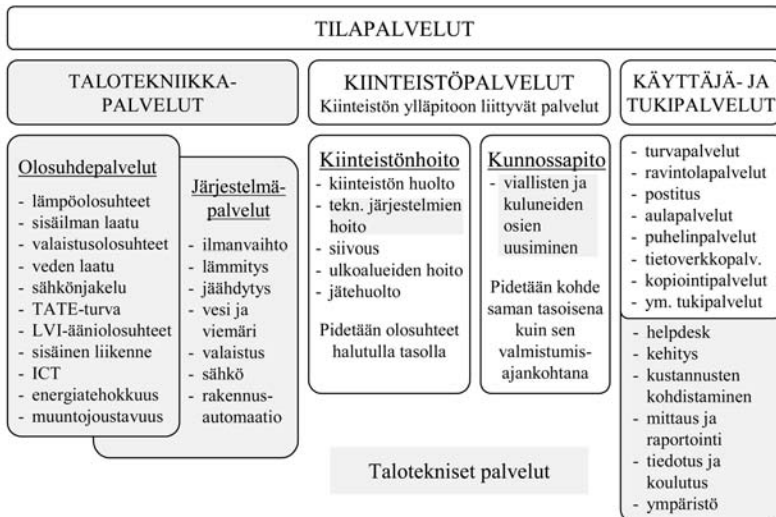 TILAPALVELUT
TALOTEKNIIKKA-
PALVELUT
Olosuhdepalvelut
- lämpöolosuhteet
- sisäilman laatu
- valaistusolosuhteet
- veden laatu
- sähkönjakelu
- TATE-turva
- LVI-ääniolosuhteet
- sisäinen liikenne
- ICT
- energiatehokkuus
- muuntojoustavuus
Järjestelmä-
palvelut
- ilmanvaihto
- lämmitys
- jäähdytys
- vesi ja
viemäri
- valaistus
- sähkö
- rakennus-
automaatio
KIINTEISTÖPALVELUT
Kiinteistön ylläpitoon liittyvät palvelut
Kiinteistönhoito
- kiinteistön huolto
- tekn. järjestelmien
hoito
- siivous
- ulkoalueiden hoito
- jätehuolto
Pidetään olosuhteet
halutulla tasolla
Kunnossapito
- viallisten ja
kuluneiden
osien
uusiminen
Pidetään kohde
saman tasoisena
kuin sen
valmistumis-
ajankohtana
KÄYTTÄJÄ- JA
TUKIPALVELUT
- turvapalvelut
- ravintolapalvelut
- postitus
- aulapalvelut
- puhelinpalvelut
- tietoverkkopalv.
- kopiointipalvelut
- ym. tukipalvelut
- helpdesk
- kehitys
- kustannusten
kohdistaminen
- mittaus ja
raportointi
- tiedotus ja
koulutus
- ympäristö
Talotekniset palvelut